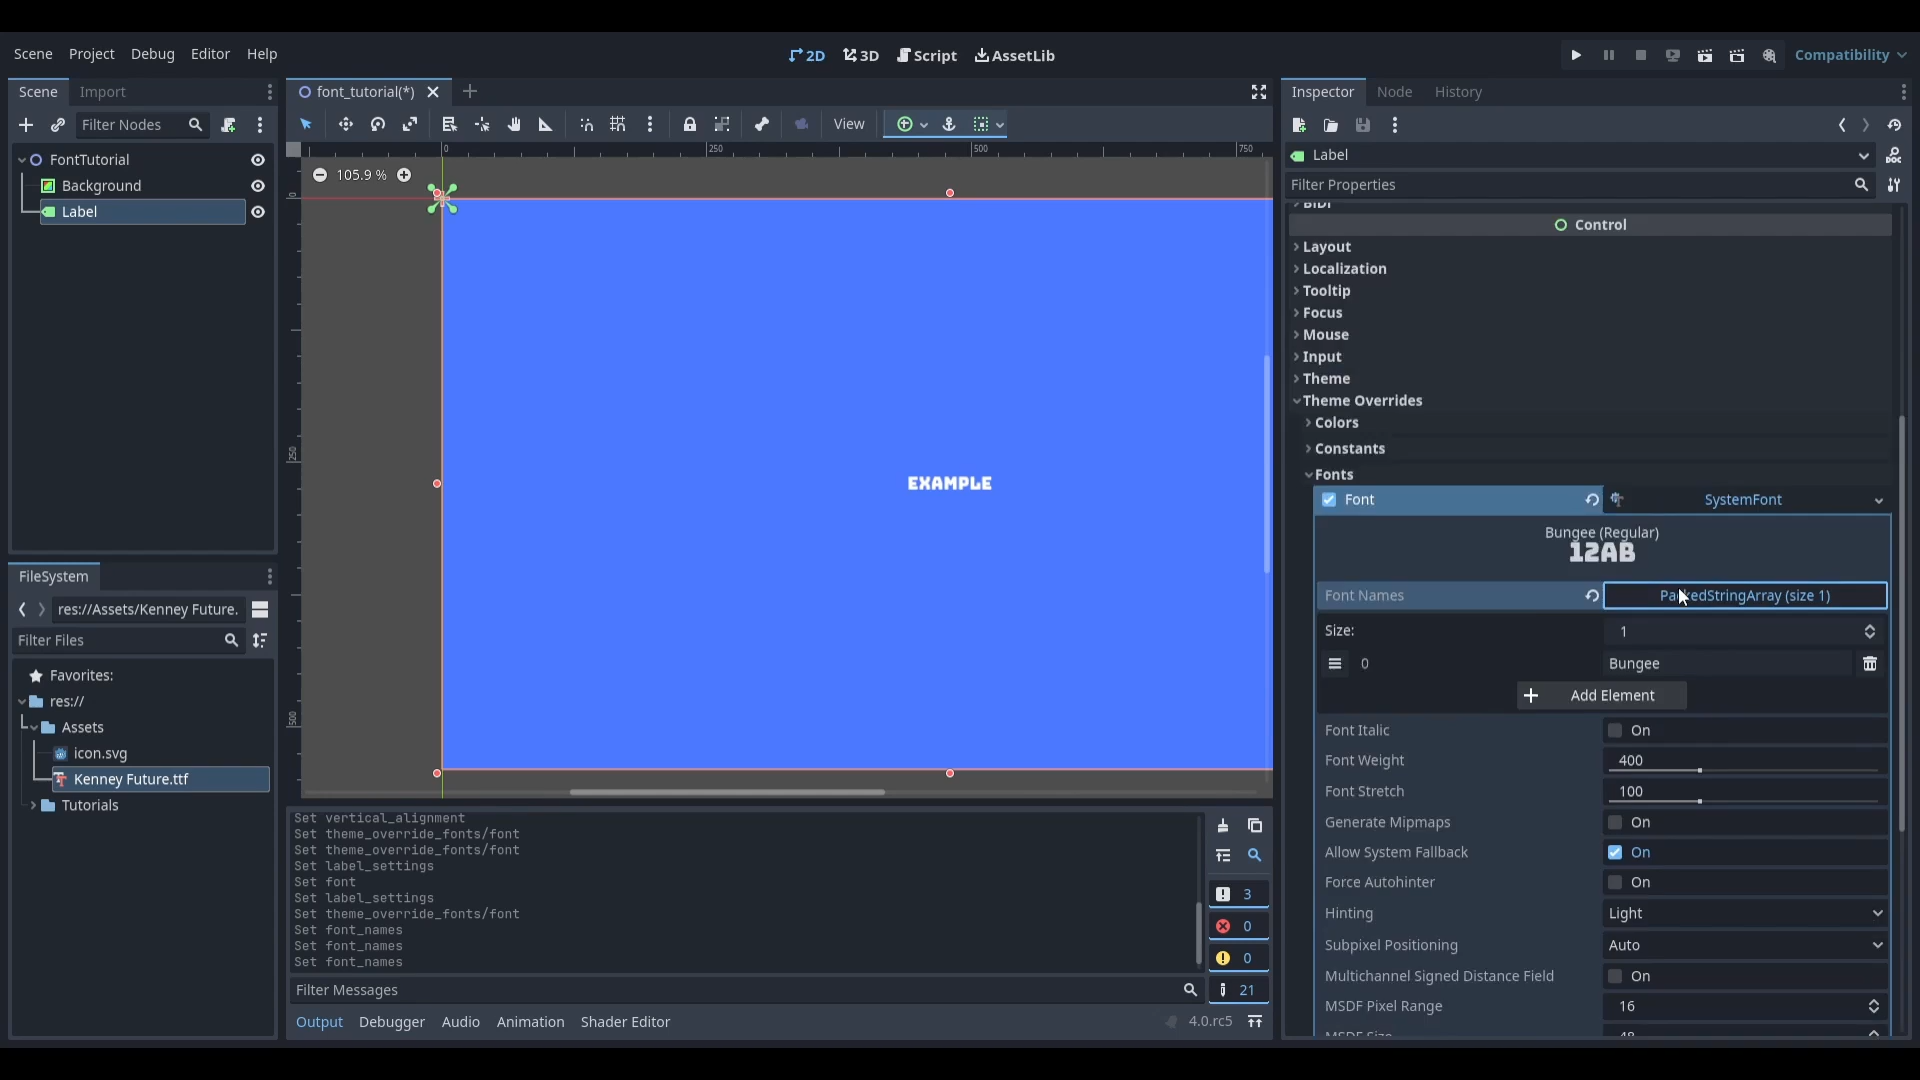 Scene Project Debug Editor Help
2D 3D Script AssetLib
Compatibility
Scene Import
Filter Nodes
FontTutorial
Background
Label
FileSystem
res://Assets/Kenney Future.
Filter Files
Favorites:
res://
Assets
icon.svg
Kenney Future.ttf
Tutorials
font_tutorial(*)
View
0 250 500 750
105.9 %
0
250
500
EXAMPLE
Set vertical_alignment
Set theme_override_fonts/font
Set theme_override_fonts/font
Set label_settings
Set font
Set label_settings
Set theme_override_fonts/font
Set font_names
Set font_names
Set font_names
3
0
0
21
Filter Messages
Output Debugger Audio Animation Shader Editor
4.0.rc5
Inspector Node History
Label
Filter Properties
BiDi
Control
Layout
Localization
Tooltip
Focus
Mouse
Input
Theme
Theme Overrides
Colors
Constants
Fonts
Font SystemFont
Bungee (Regular)
12AB
Font Names PackedStringArray (size 1)
Size: 1
0 Bungee
Add Element
Font Italic On
Font Weight 400
Font Stretch 100
Generate Mipmaps On
Allow System Fallback On
Force Autohinter On
Hinting Light
Subpixel Positioning Auto
Multichannel Signed Distance Field On
MSDF Pixel Range 16
MSDF Size 48